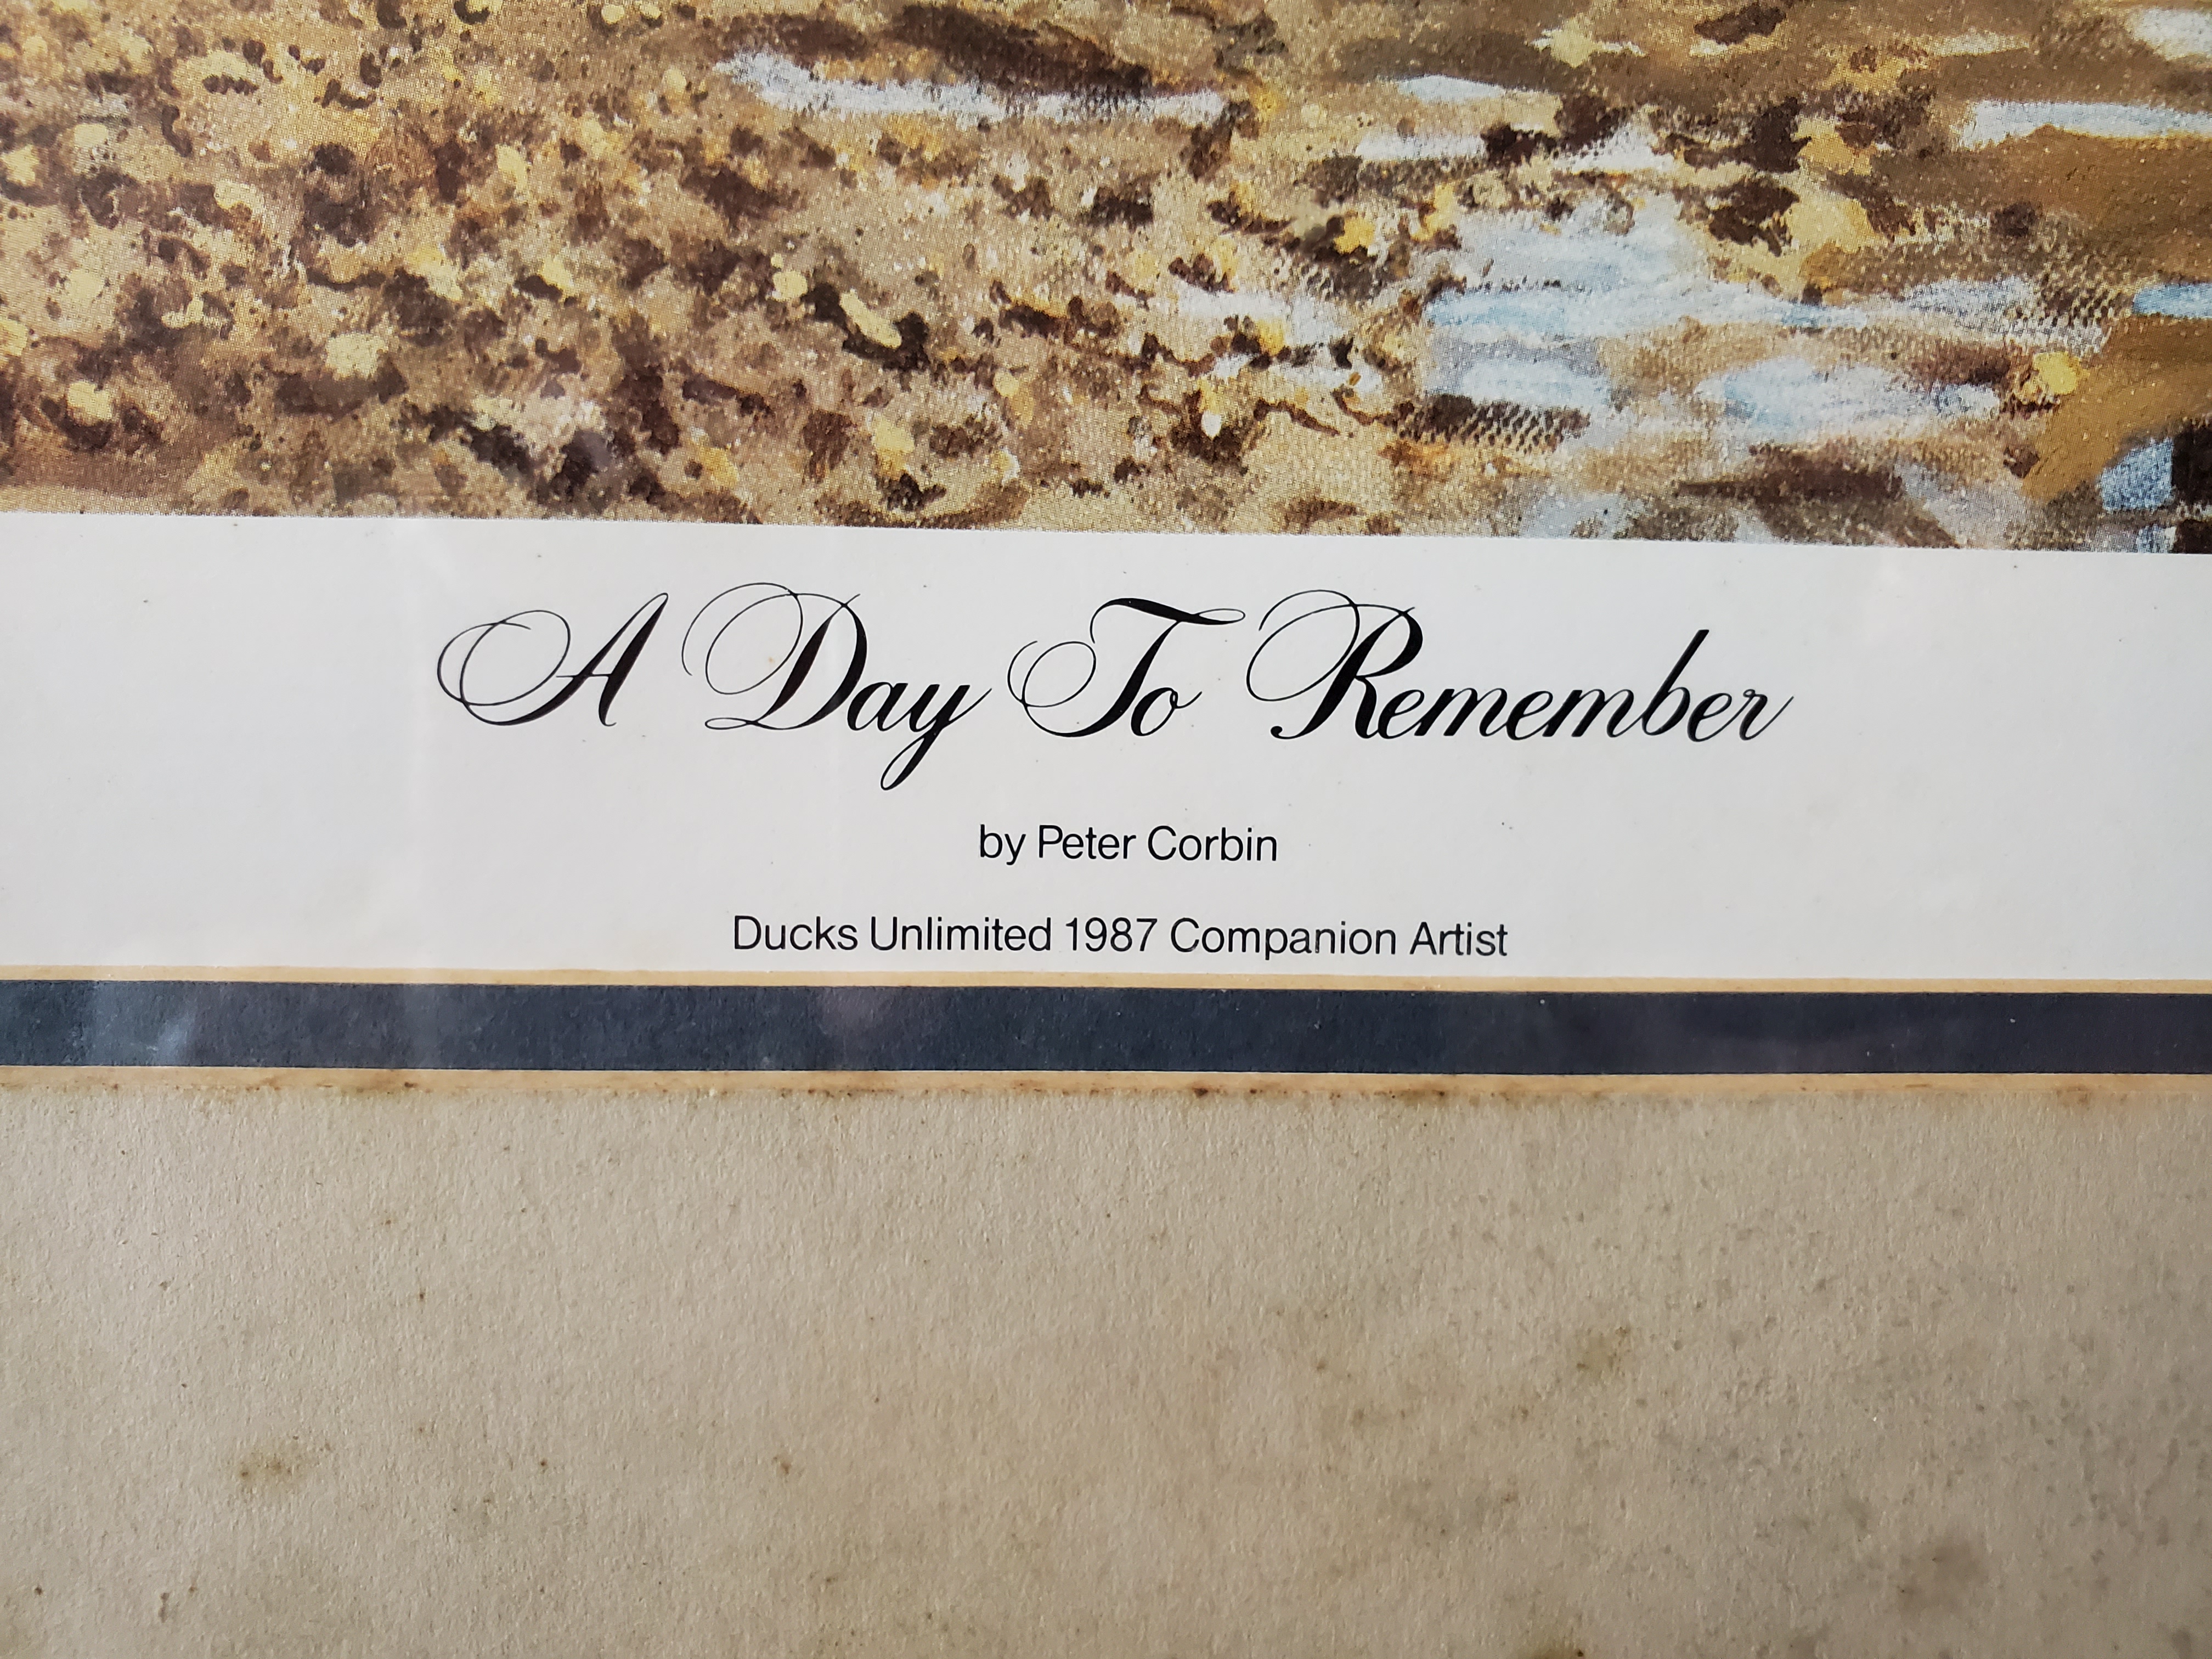 A Day To Remember
by Peter Corbin
Ducks Unlimited 1987 Companion Artist